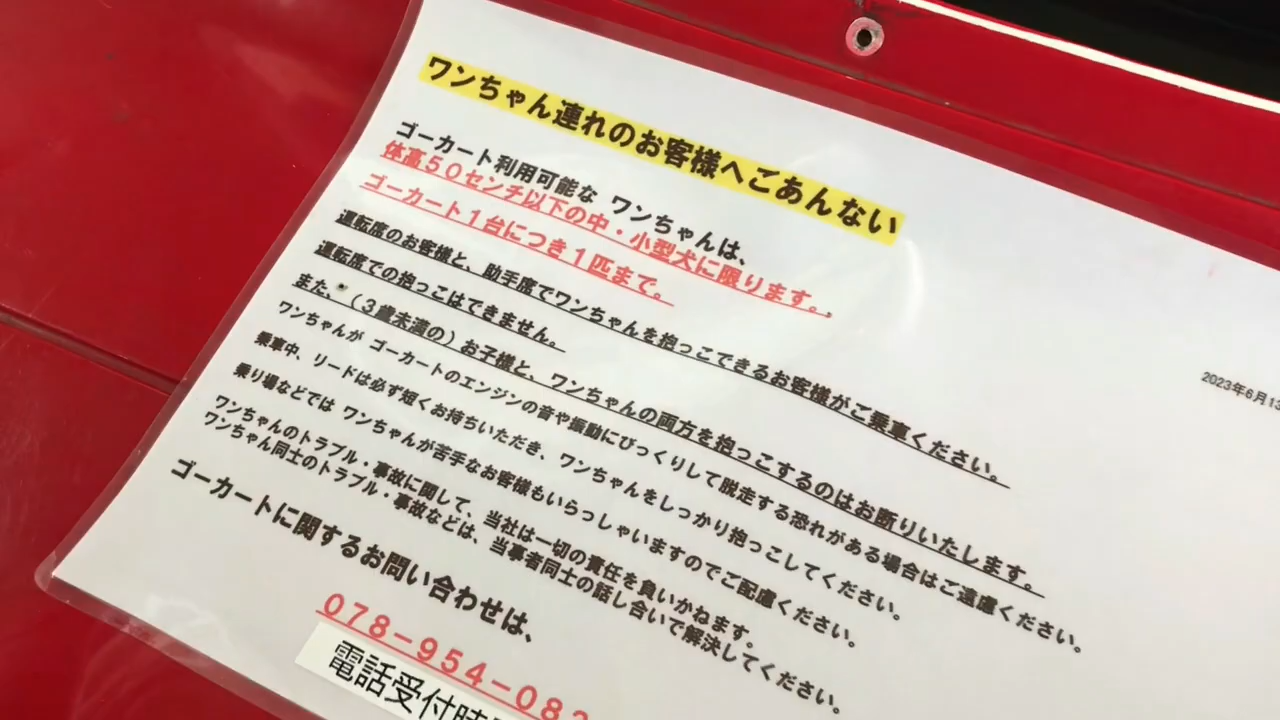 ワンちゃん連れのお客様へごあんない
2023年6月13
ゴーカート利用可能な ワンちゃんは、
体高50センチ以下の中・小型犬に限ります。
ゴーカート1台につき1匹まで。
運転席のお客様と、助手席でワンちゃんを抱っこできるお客様がご乗車ください。
運転席での抱っこはできません。
また、(3歳未満の)お子様と、ワンちゃんの両方を抱っこするのはお断りいたします。
ワンちゃんが ゴーカートのエンジンの音や振動にびっくりして脱走する恐れがある場合はご遠慮ください。
乗車中、リードは必ず短くお持ちいただき、ワンちゃんをしっかり抱っこしてください。
乗り場などでは ワンちゃんが苦手なお客様もいらっしゃいますのでご配慮ください。
ワンちゃんのトラブル・事故に関して、当社は一切の責任を負いかねます。
ワンちゃん同士のトラブル・事故などは、当事者同士の話し合いで解決してください。
ゴーカートに関するお問い合わせは、
078-954-082
電話受付時